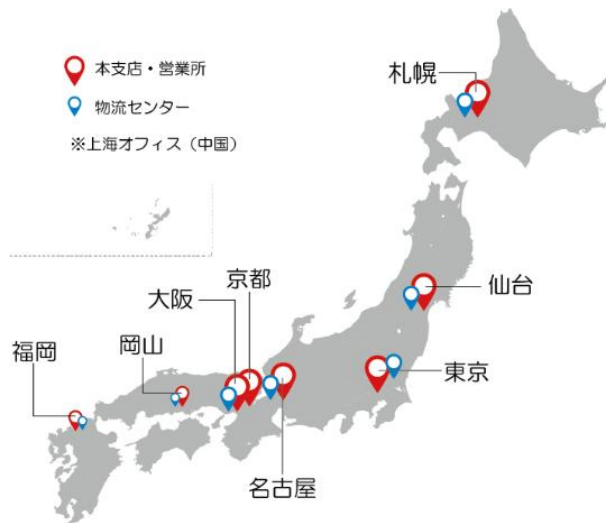 本支店・営業所
物流センター
※上海オフィス（中国）
札幌
仙台
京都
大阪
岡山
福岡
東京
名古屋